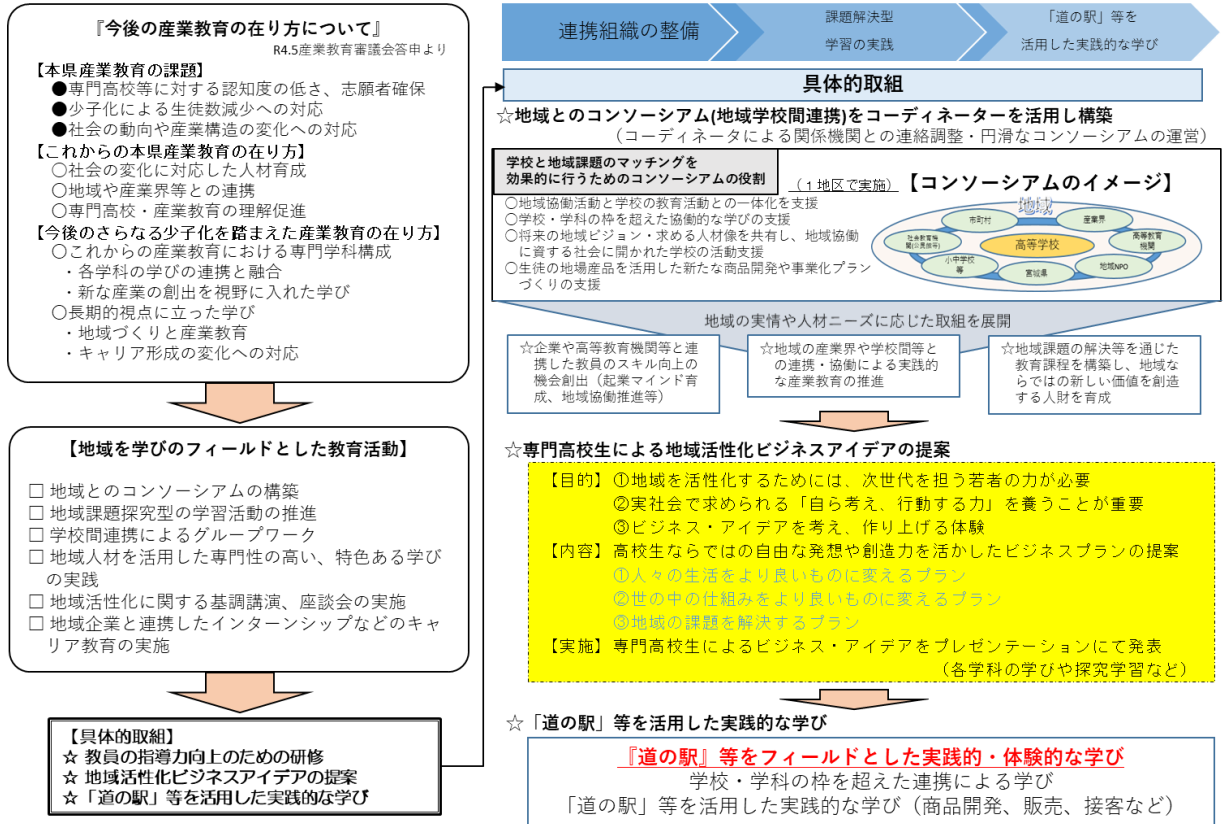 『今後の産業教育の在り方について』
R4.5産業教育審議会答申より
【本県産業教育の課題】
●専門高校等に対する認知度の低さ、志願者確保
●少子化による生徒数減少への対応
●社会の動向や産業構造の変化への対応
【これからの本県産業教育の在り方】
○社会の変化に対応した人材育成
○地域や産業界等との連携
○専門高校・産業教育の理解促進
【今後のさらなる少子化を踏まえた産業教育の在り方】
○これからの産業教育における専門学科構成
・各学科の学びの連携と融合
・新な産業の創出を視野に入れた学び
○長期的視点に立った学び
・地域づくりと産業教育
・キャリア形成の変化への対応
【地域を学びのフィールドとした教育活動】
□ 地域とのコンソーシアムの構築
□ 地域課題探究型の学習活動の推進
□ 学校間連携によるグループワーク
□ 地域人材を活用した専門性の高い、特色ある学び
の実践
□ 地域活性化に関する基調講演、座談会の実施
□ 地域企業と連携したインターンシップなどのキャ
リア教育の実施
【具体的取組】
☆ 教員の指導力向上のための研修
☆ 地域活性化ビジネスアイデアの提案
☆「道の駅」等を活用した実践的な学び
連携組織の整備
課題解決型
学習の実践
「道の駅」等を
活用した実践的な学び
具体的取組
☆地域とのコンソーシアム(地域学校間連携)をコーディネーターを活用し構築
（コーディネータによる関係機関との連絡調整・円滑なコンソーシアムの運営）
学校と地域課題のマッチングを
効果的に行うためのコンソーシアムの役割
（１地区で実施）
【コンソーシアムのイメージ】
○地域協働活動と学校の教育活動との一体化を支援
○学校・学科の枠を超えた協働的な学びの支援
○将来の地域ビジョン・求める人材像を共有し、地域協働
に資する社会に開かれた学校の活動支援
○生徒の地場産品を活用した新たな商品開発や事業化プラン
づくりの支援
地域
市町村
産業界
社会教育機
関(公民館等)
高等学校
高等教育
機関
小中学校
等
宮城県
地域NPO
地域の実情や人材ニーズに応じた取組を展開
☆企業や高等教育機関等と連
携した教員のスキル向上の
機会創出（起業マインド育
成、地域協働推進等）
☆地域の産業界や学校間等と
の連携・協働による実践的
な産業教育の推進
☆地域課題の解決等を通じた
教育課程を構築し、地域な
らではの新しい価値を創造
する人財を育成
☆専門高校生による地域活性化ビジネスアイデアの提案
【目的】①地域を活性化するためには、次世代を担う若者の力が必要
②実社会で求められる「自ら考え、行動する力」を養うことが重要
③ビジネス・アイデアを考え、作り上げる体験
【内容】高校生ならではの自由な発想や創造力を活かしたビジネスプランの提案
①人々の生活をより良いものに変えるプラン
②世の中の仕組みをより良いものに変えるプラン
③地域の課題を解決するプラン
【実施】専門高校生によるビジネス・アイデアをプレゼンテーションにて発表
（各学科の学びや探究学習など）
☆「道の駅」等を活用した実践的な学び
『道の駅』等をフィールドとした実践的・体験的な学び
学校・学科の枠を超えた連携による学び
「道の駅」等を活用した実践的な学び（商品開発、販売、接客など）